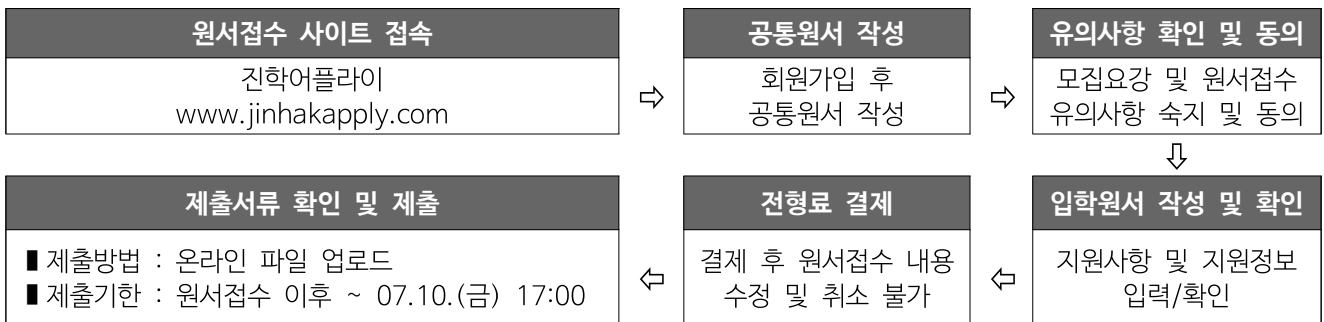 원서접수 사이트 접속
진학어플라이
www.jinhakapply.com
⇨
공통원서 작성
회원가입 후
공통원서 작성
⇨
유의사항 확인 및 동의
모집요강 및 원서접수
유의사항 숙지 및 동의
⇩
입학원서 작성 및 확인
지원사항 및 지원정보
입력/확인
⇦
전형료 결제
결제 후 원서접수 내용
수정 및 취소 불가
⇦
제출서류 확인 및 제출
▮제출방법 : 온라인 파일 업로드
▮제출기한 : 원서접수 이후 ~ 07.10.(금) 17:00